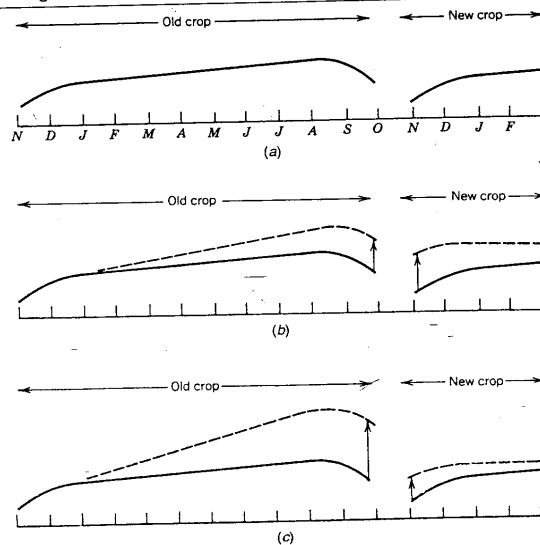 Old crop New crop
N D J F M A M J J A S O N D J F
(a)
Old crop New crop
(b)
Old crop New crop
(c)